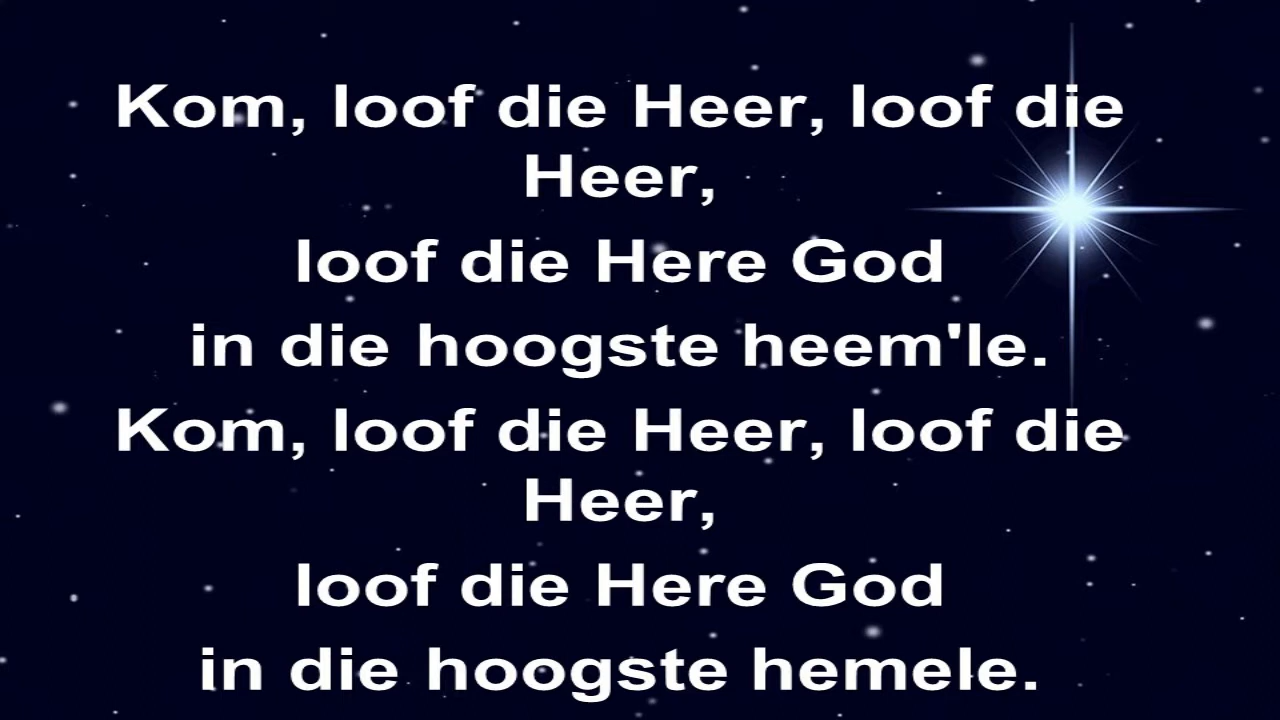 Kom, loof die Heer, loof die
Heer,
loof die Here God
in die hoogste heem'le.
Kom, loof die Heer, loof die
Heer,
loof die Here God
in die hoogste hemele.